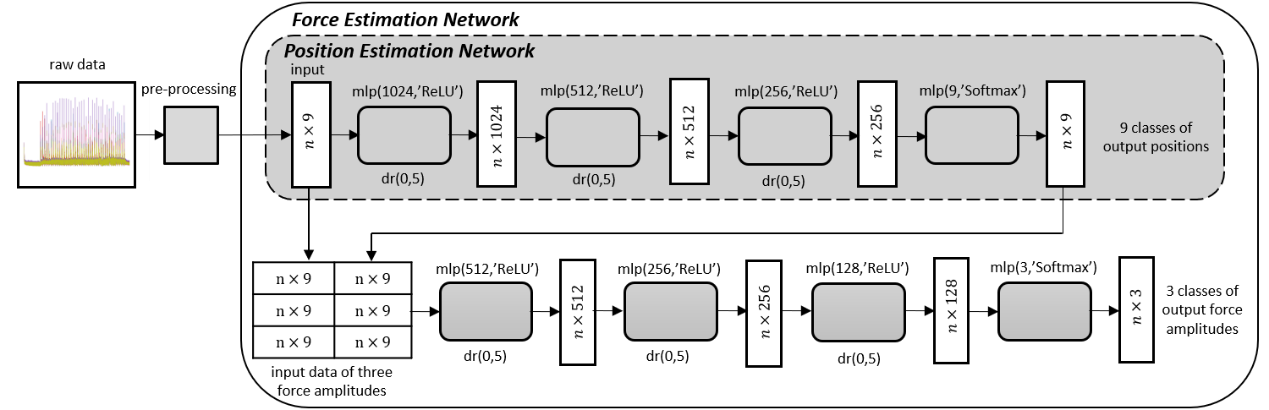 Force Estimation Network
Position Estimation Network
raw data
pre-processing
input
n × 9
mlp(1024,'ReLU')
dr(0,5)
n × 1024
mlp(512,'ReLU')
dr(0,5)
n × 512
mlp(256,'ReLU')
dr(0,5)
n × 256
mlp(9,'Softmax')
n × 9
9 classes of
output positions
n × 9 n × 9
n × 9 n × 9
n × 9 n × 9
input data of three
force amplitudes
mlp(512,'ReLU')
dr(0,5)
n × 512
mlp(256,'ReLU')
dr(0,5)
n × 256
mlp(128,'ReLU')
dr(0,5)
n × 128
mlp(3,'Softmax')
n × 3
3 classes of
output force
amplitudes